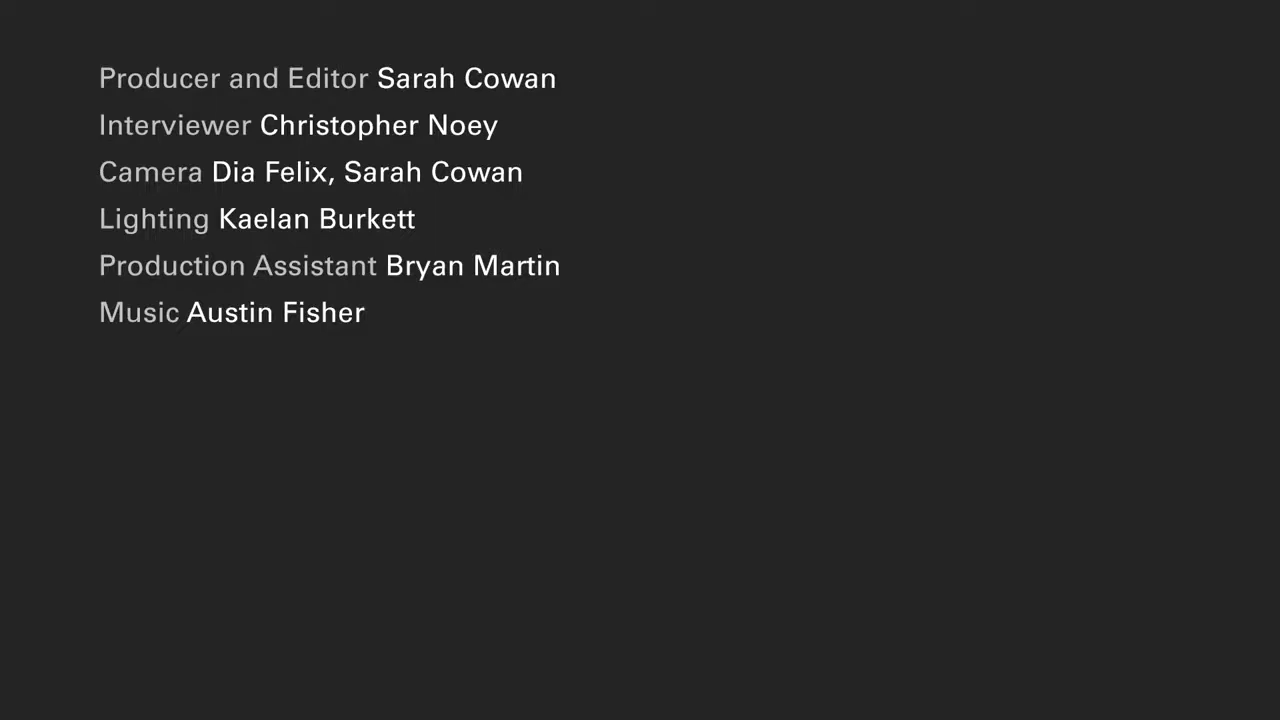 Producer and Editor Sarah Cowan
Interviewer Christopher Noey
Camera Dia Felix, Sarah Cowan
Lighting Kaelan Burkett
Production Assistant Bryan Martin
Music Austin Fisher